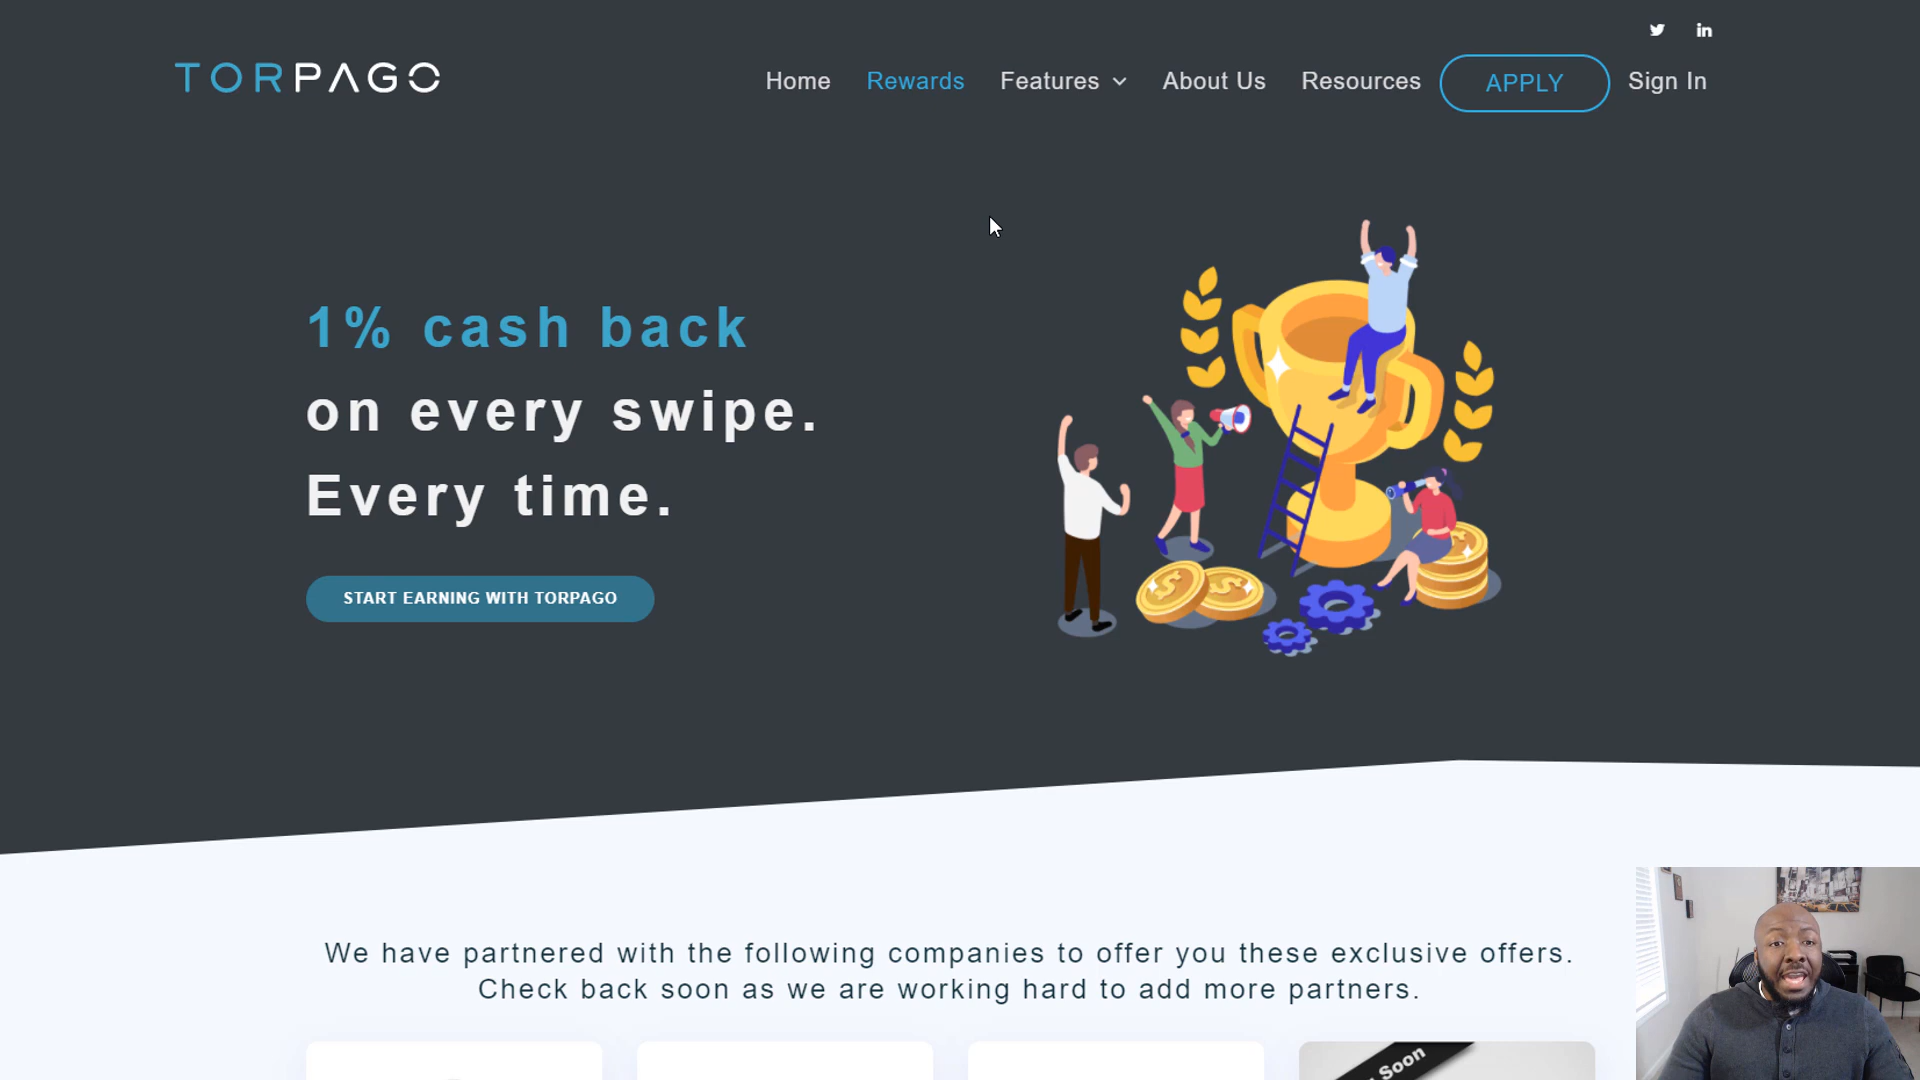 TORPAGO
Home
Rewards
Features
About Us
Resources
APPLY
Sign In
1% cash back
on every swipe.
Every time.
START EARNING WITH TORPAGO
We have partnered with the following companies to offer you these exclusive offers.
Check back soon as we are working hard to add more partners.
Soon